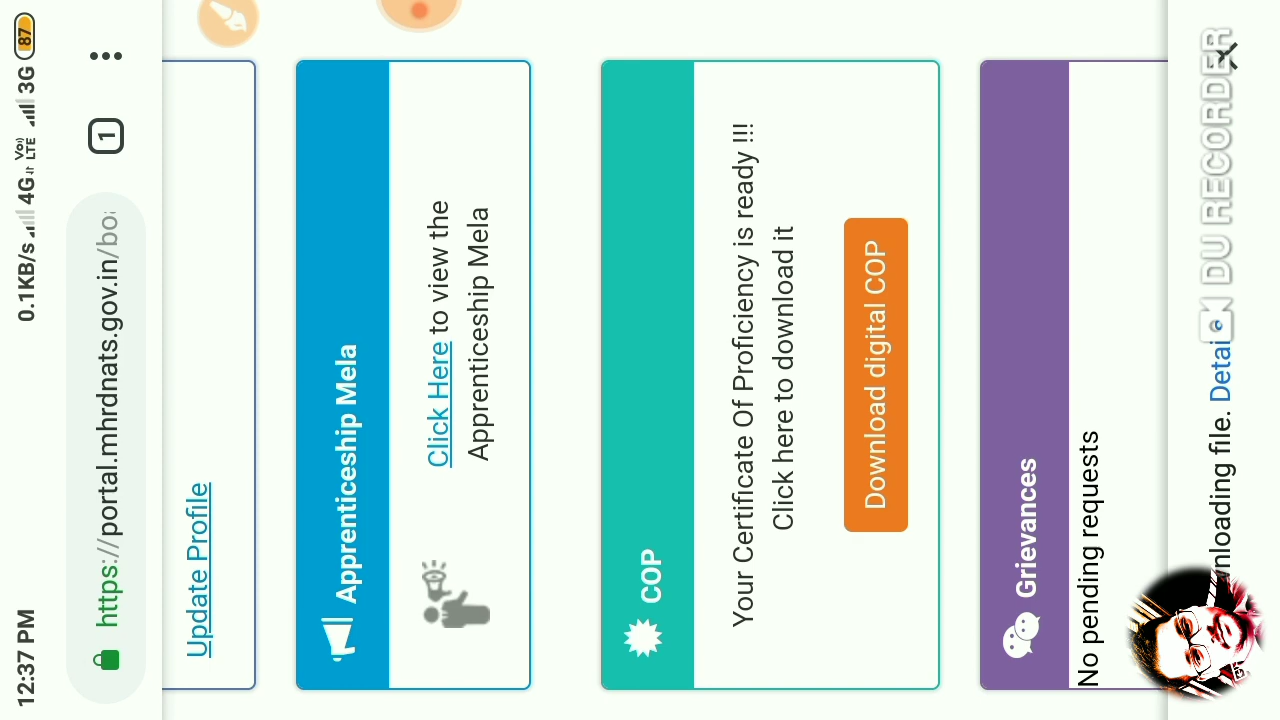 12:37 PM
0.1KB/s 4G Vo)) LTE 3G 87
https://portal.mhrdnats.gov.in/bo
1
Update Profile
Apprenticeship Mela
Click Here to view the
Apprenticeship Mela
COP
Your Certificate Of Proficiency is ready !!!
Click here to download it
Download digital COP
Grievances
No pending requests
nloading file. Detai
DU RECORDER